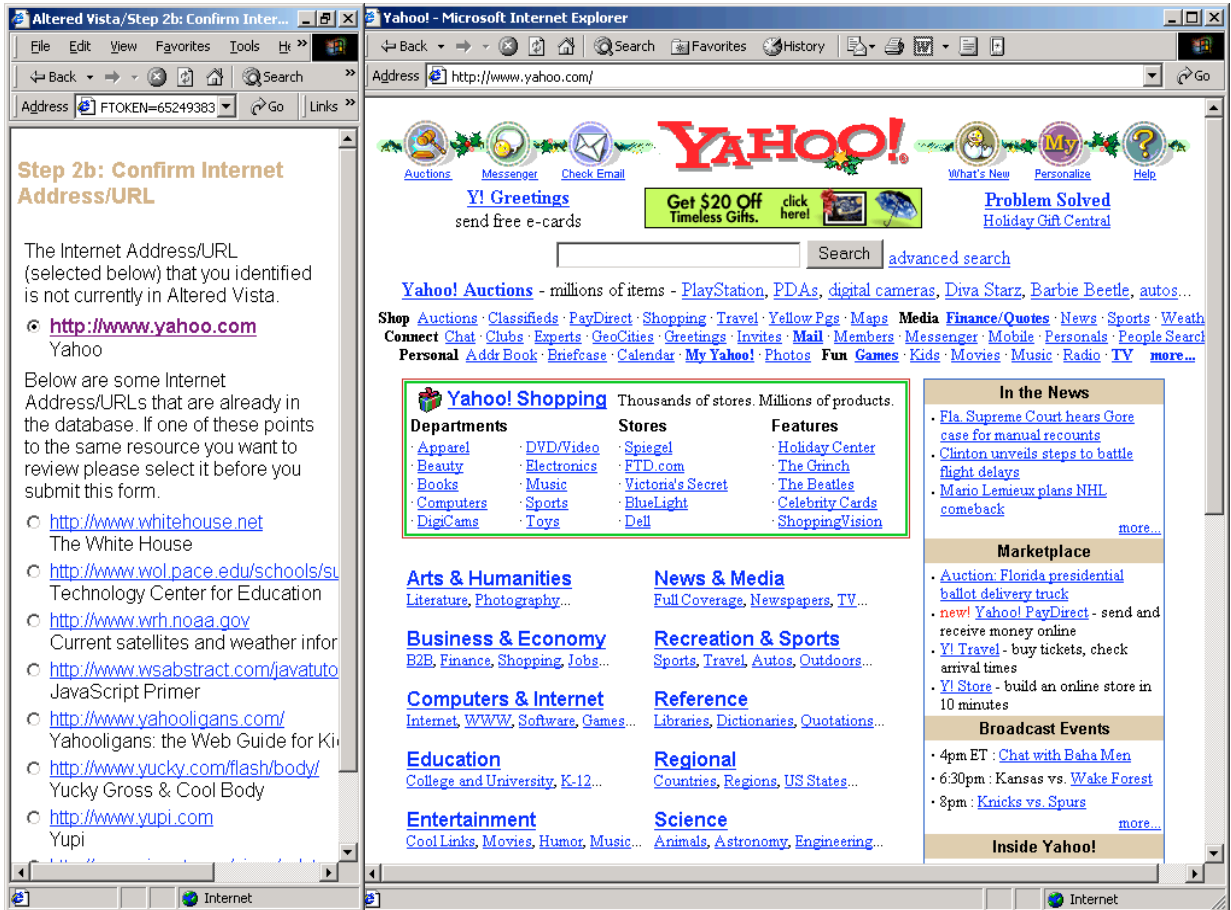 Altered Vista/Step 2b: Confirm Inter...
File Edit View Favorites Tools He »
Back Search »
Address FTOKEN=65249383 Go Links »
Step 2b: Confirm Internet
Address/URL
The Internet Address/URL
(selected below) that you identified
is not currently in Altered Vista.
http://www.yahoo.com
Yahoo
Below are some Internet
Address/URLs that are already in
the database. If one of these points
to the same resource you want to
review please select it before you
submit this form.
http://www.whitehouse.net
The White House
http://www.wol.pace.edu/schools/su
Technology Center for Education
http://www.wrh.noaa.gov
Current satellites and weather infor
http://www.wsabstract.com/javatuto
JavaScript Primer
http://www.yahooligans.com/
Yahooligans: the Web Guide for Ki
http://www.yucky.com/flash/body/
Yucky Gross & Cool Body
http://www.yupi.com
Yupi
Internet
Yahoo! - Microsoft Internet Explorer
Back Search Favorites History
Address http://www.yahoo.com/ Go
YAHOO!
Auctions Messenger Check Email What's New My Personalize ? Help
Y! Greetings
send free e-cards
Get $20 Off
Timeless Gifts.
click
here!
Problem Solved
Holiday Gift Central
Search advanced search
Yahoo! Auctions - millions of items - PlayStation, PDAs, digital cameras, Diva Starz, Barbie Beetle, autos...
Shop Auctions · Classifieds · PayDirect · Shopping · Travel · Yellow Pgs · Maps Media Finance/Quotes · News · Sports · Weath
Connect Chat · Clubs · Experts · GeoCities · Greetings · Invites · Mail · Members · Messenger · Mobile · Personals · People Search
Personal Addr Book · Briefcase · Calendar · My Yahoo! · Photos Fun Games · Kids · Movies · Music · Radio · TV more...
Yahoo! Shopping Thousands of stores. Millions of products.
Departments Stores Features
· Apparel · DVD/Video · Spiegel · Holiday Center
· Beauty · Electronics · FTD.com · The Grinch
· Books · Music · Victoria's Secret · The Beatles
· Computers · Sports · BlueLight · Celebrity Cards
· DigiCams · Toys · Dell · ShoppingVision
Arts & Humanities
Literature, Photography...
News & Media
Full Coverage, Newspapers, TV...
Business & Economy
B2B, Finance, Shopping, Jobs...
Recreation & Sports
Sports, Travel, Autos, Outdoors...
Computers & Internet
Internet, WWW, Software, Games...
Reference
Libraries, Dictionaries, Quotations...
Education
College and University, K-12...
Regional
Countries, Regions, US States...
Entertainment
Cool Links, Movies, Humor, Music...
Science
Animals, Astronomy, Engineering...
In the News
· Fla. Supreme Court hears Gore
case for manual recounts
· Clinton unveils steps to battle
flight delays
· Mario Lemieux plans NHL
comeback
more...
Marketplace
· Auction: Florida presidential
ballot delivery truck
· new! Yahoo! PayDirect - send and
receive money online
· Y! Travel - buy tickets, check
arrival times
· Y! Store - build an online store in
10 minutes
Broadcast Events
· 4pm ET : Chat with Baha Men
· 6:30pm : Kansas vs. Wake Forest
· 8pm : Knicks vs. Spurs
more...
Inside Yahoo!
Internet